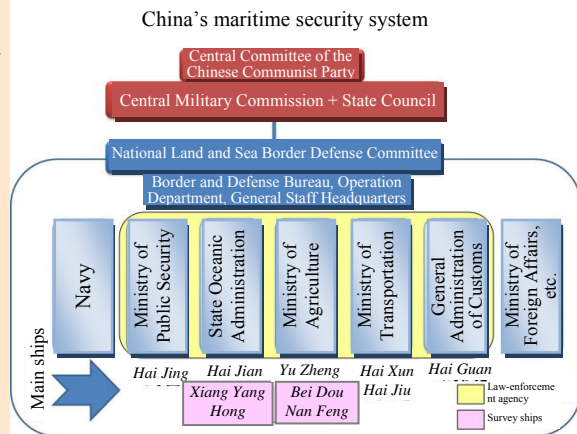 China's maritime security system
Central Committee of the
Chinese Communist Party
Central Military Commission + State Council
National Land and Sea Border Defense Committee
Border and Defense Bureau, Operation
Department, General Staff Headquarters
Navy
Ministry of
Public Security
State Oceanic
Administration
Ministry of
Agriculture
Ministry of
Transportation
General
Administration
of Customs
Ministry of
Foreign Affairs,
etc.
Main ships
Hai Jing
Hai Jian
Yu Zheng
Hai Xun
Hai Jiu
Hai Guan
Xiang Yang
Hong
Bei Dou
Nan Feng
Law-enforceme
nt agency
Survey ships